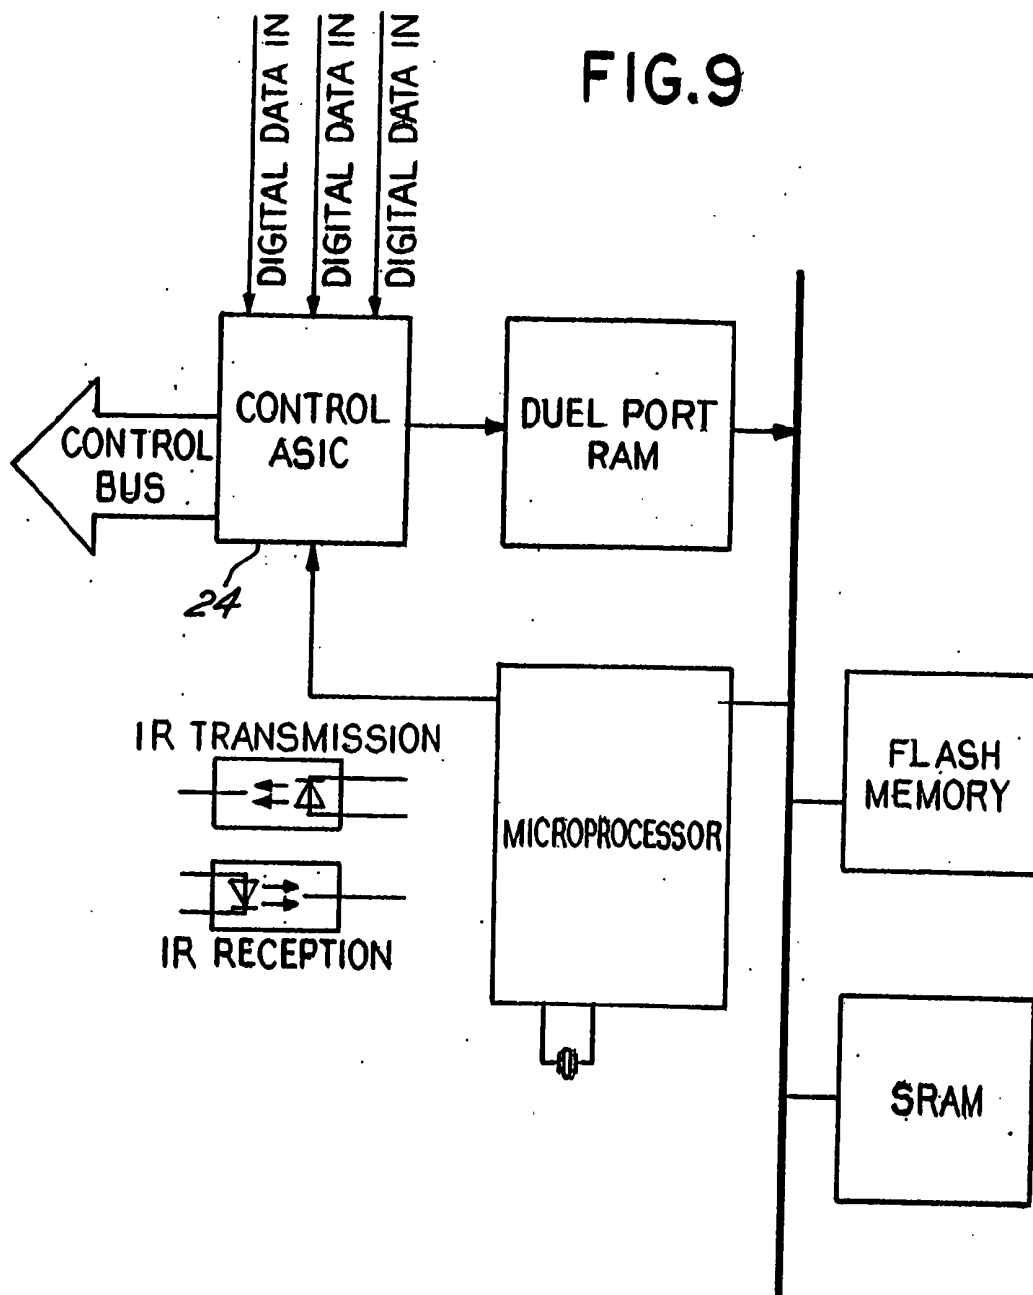 FIG.9
DIGITAL DATA IN
DIGITAL DATA IN
DIGITAL DATA IN
CONTROL
BUS
CONTROL
ASIC
DUEL PORT
RAM
24
IR TRANSMISSION
IR RECEPTION
MICROPROCESSOR
FLASH
MEMORY
SRAM